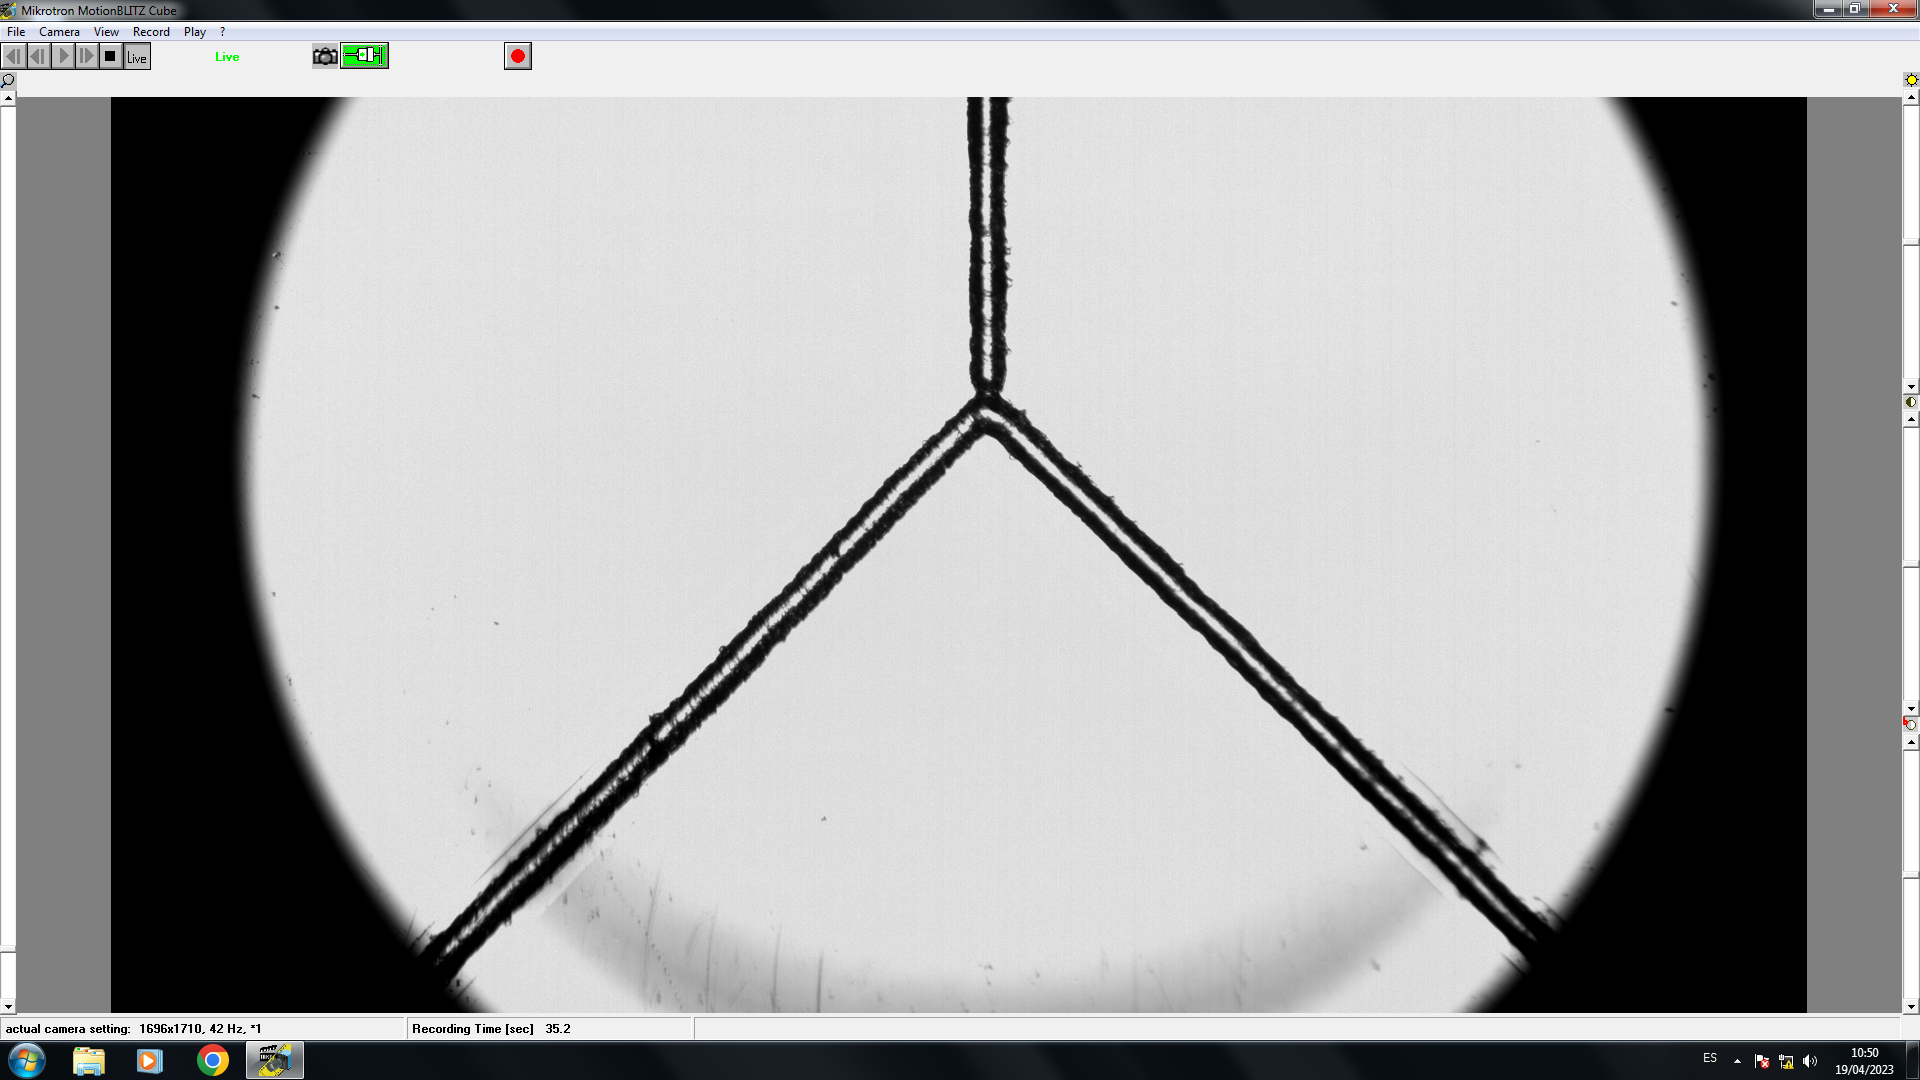 Mikrotron MotionBLITZ Cube
File Camera View Record Play ?
Live
Live
actual camera setting: 1696x1710, 42 Hz, *1
Recording Time [sec] 35.2
ES
10:50
19/04/2023